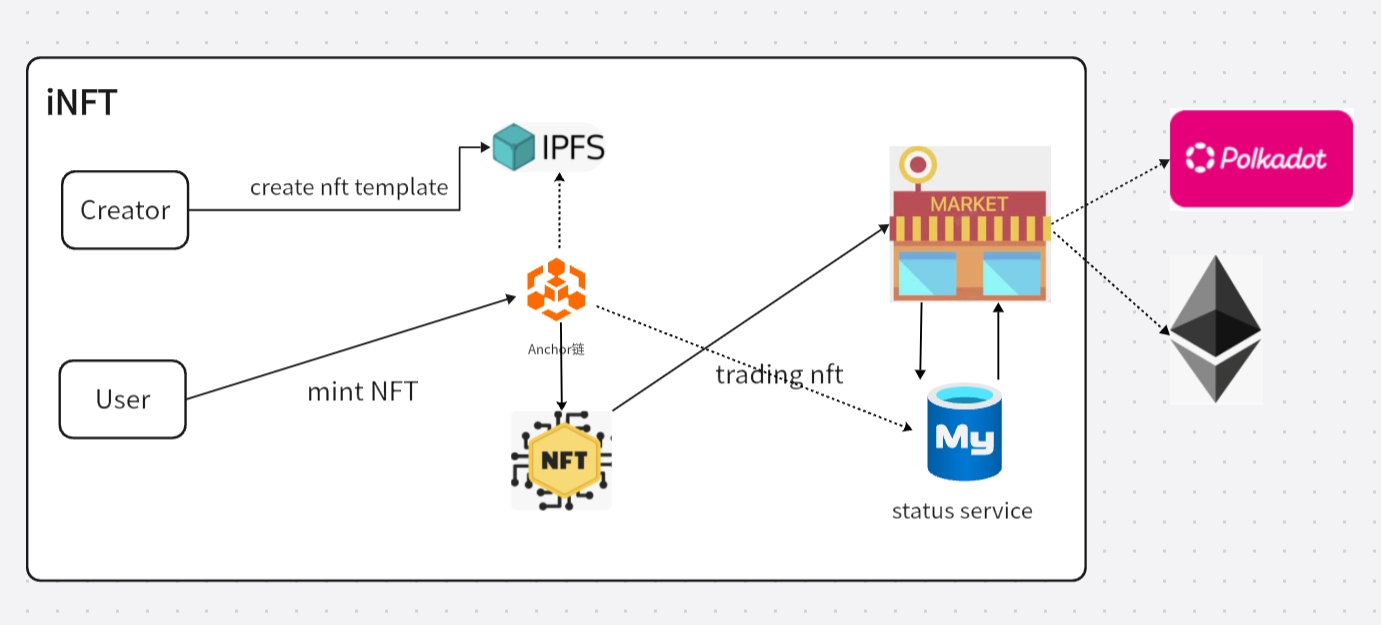 iNFT
IPFS
create nft template
Creator
Polkadot
MARKET
Anchor链
User
mint NFT
trading nft
NFT
My
status service